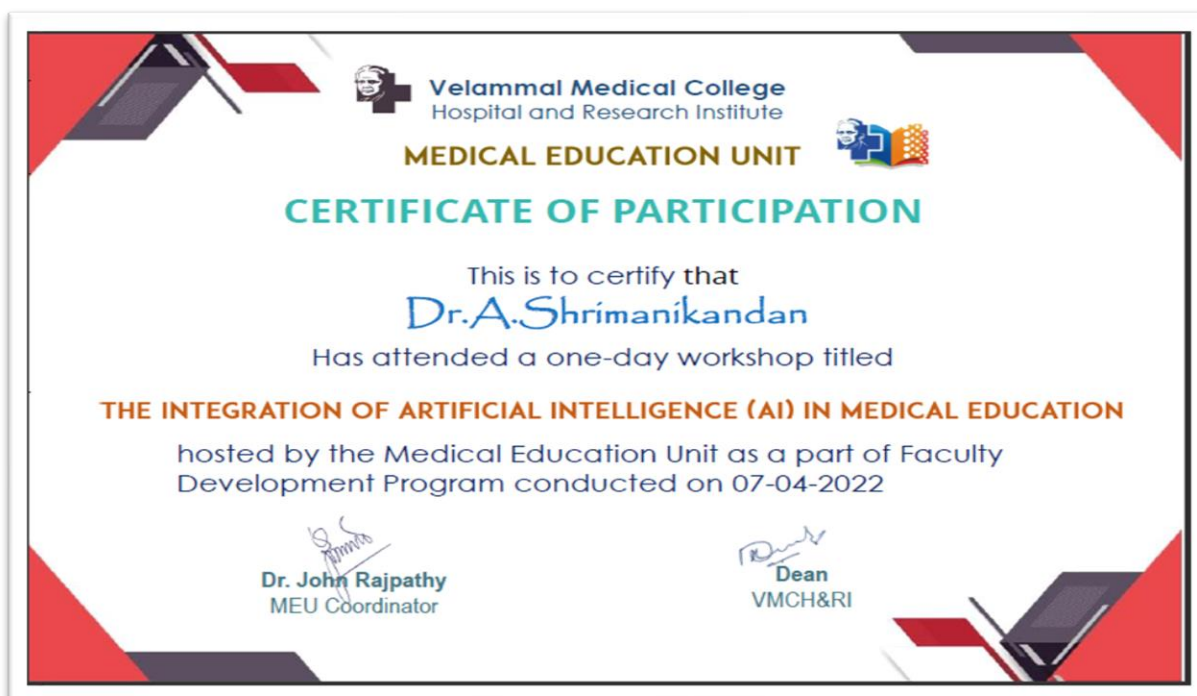 Velammal Medical College
Hospital and Research Institute
MEDICAL EDUCATION UNIT
CERTIFICATE OF PARTICIPATION
This is to certify that
Dr.A.Shrimanikandan
Has attended a one-day workshop titled
THE INTEGRATION OF ARTIFICIAL INTELLIGENCE (AI) IN MEDICAL EDUCATION
hosted by the Medical Education Unit as a part of Faculty
Development Program conducted on 07-04-2022
Dr. John Rajpathy
MEU Coordinator
Dean
VMCH&RI